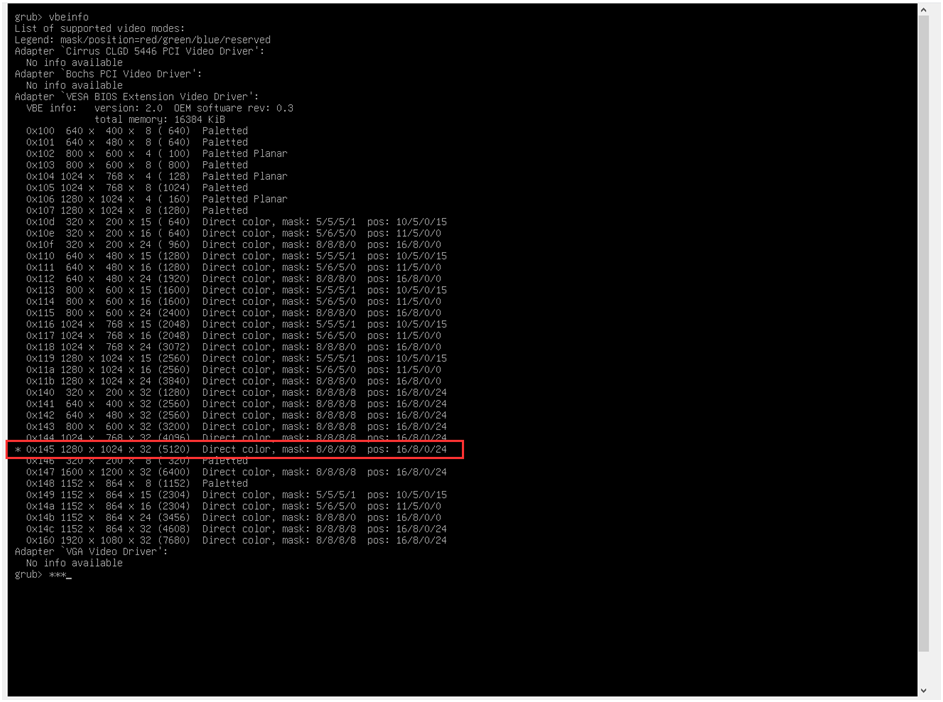 grub> vbeinfo
List of supported video modes:
Legend: mask/position=red/green/blue/reserved
Adapter `Cirrus CLGD 5446 PCI Video Driver':
  No info available
Adapter `Bochs PCI Video Driver':
  No info available
Adapter `VESA BIOS Extension Video Driver':
  VBE info:   version: 2.0  OEM software rev: 0.3
              total memory: 16384 KiB
  0x100  640 x  400 x  8 ( 640)  Paletted
  0x101  640 x  480 x  8 ( 640)  Paletted
  0x102  800 x  600 x  4 ( 100)  Paletted Planar
  0x103  800 x  600 x  8 ( 800)  Paletted
  0x104 1024 x  768 x  4 ( 128)  Paletted Planar
  0x105 1024 x  768 x  8 (1024)  Paletted
  0x106 1280 x 1024 x  4 ( 160)  Paletted Planar
  0x107 1280 x 1024 x  8 (1280)  Paletted
  0x10d  320 x  200 x 15 ( 640)  Direct color, mask: 5/5/5/1  pos: 10/5/0/15
  0x10e  320 x  200 x 16 ( 640)  Direct color, mask: 5/6/5/0  pos: 11/5/0/0
  0x10f  320 x  200 x 24 ( 960)  Direct color, mask: 8/8/8/0  pos: 16/8/0/0
  0x110  640 x  480 x 15 (1280)  Direct color, mask: 5/5/5/1  pos: 10/5/0/15
  0x111  640 x  480 x 16 (1280)  Direct color, mask: 5/6/5/0  pos: 11/5/0/0
  0x112  640 x  480 x 24 (1920)  Direct color, mask: 8/8/8/0  pos: 16/8/0/0
  0x113  800 x  600 x 15 (1600)  Direct color, mask: 5/5/5/1  pos: 10/5/0/15
  0x114  800 x  600 x 16 (1600)  Direct color, mask: 5/6/5/0  pos: 11/5/0/0
  0x115  800 x  600 x 24 (2400)  Direct color, mask: 8/8/8/0  pos: 16/8/0/0
  0x116 1024 x  768 x 15 (2048)  Direct color, mask: 5/5/5/1  pos: 10/5/0/15
  0x117 1024 x  768 x 16 (2048)  Direct color, mask: 5/6/5/0  pos: 11/5/0/0
  0x118 1024 x  768 x 24 (3072)  Direct color, mask: 8/8/8/0  pos: 16/8/0/0
  0x119 1280 x 1024 x 15 (2560)  Direct color, mask: 5/5/5/1  pos: 10/5/0/15
  0x11a 1280 x 1024 x 16 (2560)  Direct color, mask: 5/6/5/0  pos: 11/5/0/0
  0x11b 1280 x 1024 x 24 (3840)  Direct color, mask: 8/8/8/0  pos: 16/8/0/0
  0x140  320 x  200 x 32 (1280)  Direct color, mask: 8/8/8/8  pos: 16/8/0/24
  0x141  640 x  400 x 32 (2560)  Direct color, mask: 8/8/8/8  pos: 16/8/0/24
  0x142  640 x  480 x 32 (2560)  Direct color, mask: 8/8/8/8  pos: 16/8/0/24
  0x143  800 x  600 x 32 (3200)  Direct color, mask: 8/8/8/8  pos: 16/8/0/24
  0x144 1024 x  768 x 32 (4096)  Direct color, mask: 8/8/8/8  pos: 16/8/0/24
* 0x145 1280 x 1024 x 32 (5120)  Direct color, mask: 8/8/8/8  pos: 16/8/0/24
  0x146  320 x  200 x  8 ( 320)  Paletted
  0x147 1600 x 1200 x 32 (6400)  Direct color, mask: 8/8/8/8  pos: 16/8/0/24
  0x148 1152 x  864 x  8 (1152)  Paletted
  0x149 1152 x  864 x 15 (2304)  Direct color, mask: 5/5/5/1  pos: 10/5/0/15
  0x14a 1152 x  864 x 16 (2304)  Direct color, mask: 5/6/5/0  pos: 11/5/0/0
  0x14b 1152 x  864 x 24 (3456)  Direct color, mask: 8/8/8/0  pos: 16/8/0/0
  0x14c 1152 x  864 x 32 (4608)  Direct color, mask: 8/8/8/8  pos: 16/8/0/24
  0x160 1920 x 1080 x 32 (7680)  Direct color, mask: 8/8/8/8  pos: 16/8/0/24
Adapter `VGA Video Driver':
  No info available
grub> ***_